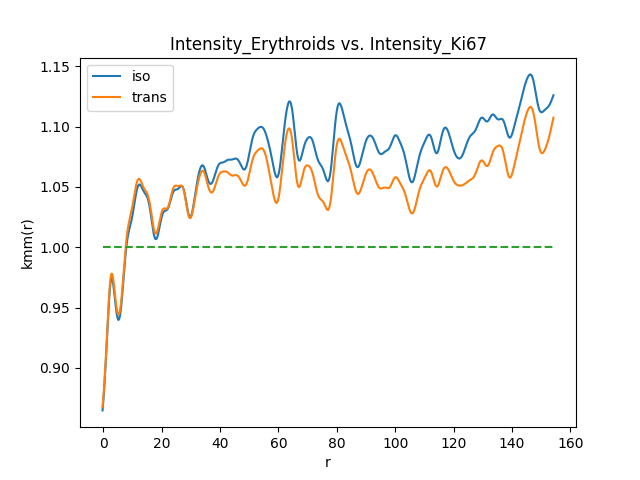 Intensity_Erythroids vs. Intensity_Ki67
iso
trans
1.15
1.10
1.05
1.00
0.95
0.90
kmm(r)
0 20 40 60 80 100 120 140 160
r